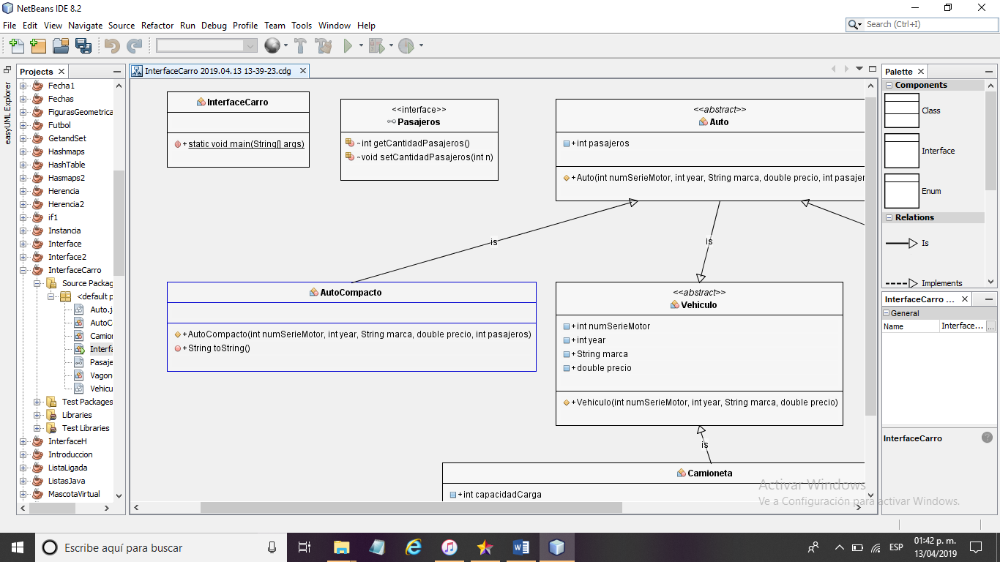 NetBeans IDE 8.2
File Edit View Navigate Source Refactor Run Debug Profile Team Tools Window Help
Search (Ctrl+I)
easyUML Explorer
Projects
Fecha1
Fechas
FigurasGeometrica
Futbol
GetandSet
Hashmaps
HashTable
Hasmaps2
Herencia
Herencia2
if1
Instancia
Interface
Interface2
InterfaceCarro
Source Packag
<default p
Auto.j
AutoC
Camion
Interfa
Pasaje
Vagon
Vehicu
Test Packages
Libraries
Test Libraries
InterfaceH
Introduccion
ListaLigada
ListasJava
MascotaVirtual
InterfaceCarro 2019.04.13 13-39-23.cdg
InterfaceCarro
+ static void main(String[] args)
<<interface>>
Pasajeros
~int getCantidadPasajeros()
~void setCantidadPasajeros(int n)
<<abstract>>
Auto
+int pasajeros
+Auto(int numSerieMotor, int year, String marca, double precio, int pasajer
is
is
AutoCompacto
+AutoCompacto(int numSerieMotor, int year, String marca, double precio, int pasajeros)
+String toString()
<<abstract>>
Vehiculo
+int numSerieMotor
+int year
+String marca
+double precio
+Vehiculo(int numSerieMotor, int year, String marca, double precio)
is
Camioneta
+int capacidadCarga
Palette
Components
Class
Interface
Enum
Relations
Is
Implements
InterfaceCarro ...
General
Name Interface... ...
InterfaceCarro
Activar Windows
Ve a Configuración para activar Windows.
Escribe aquí para buscar
ESP
01:42 p. m.
13/04/2019